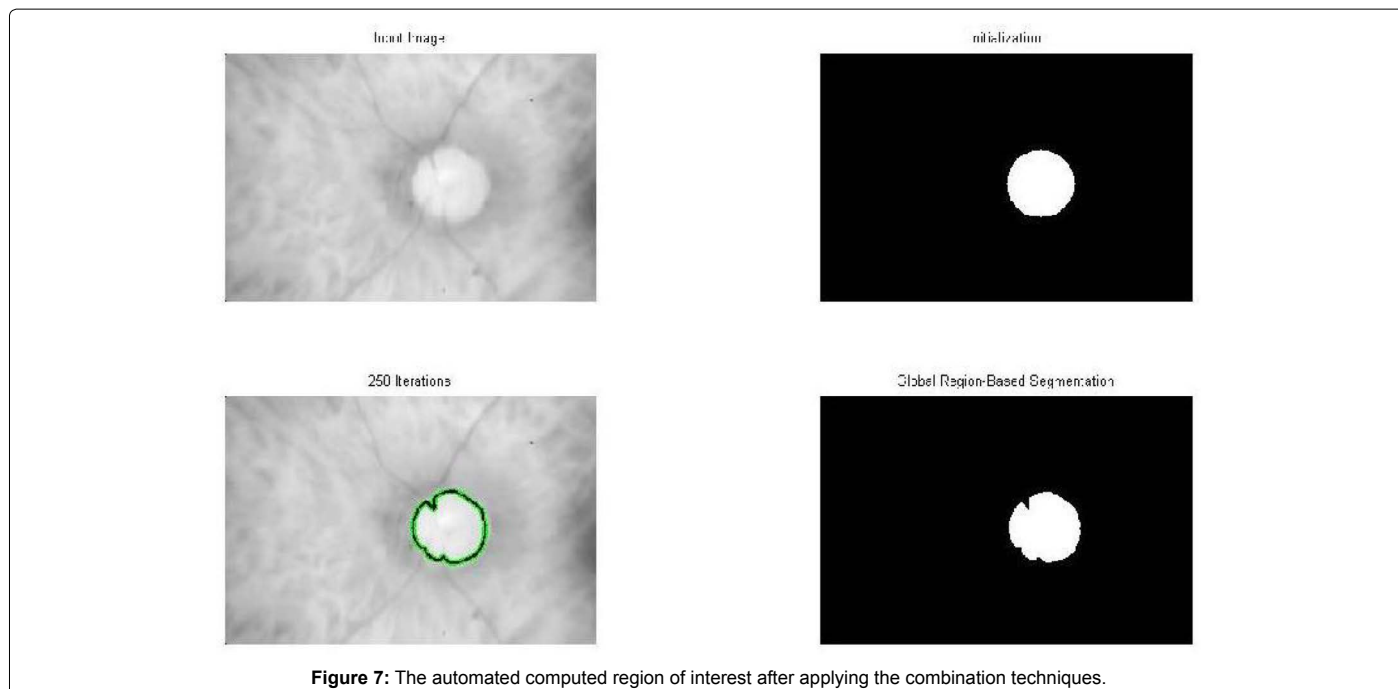 Input Image
Initialization
250 Iterations
Global Region-Based Segmentation
Figure 7: The automated computed region of interest after applying the combination techniques.